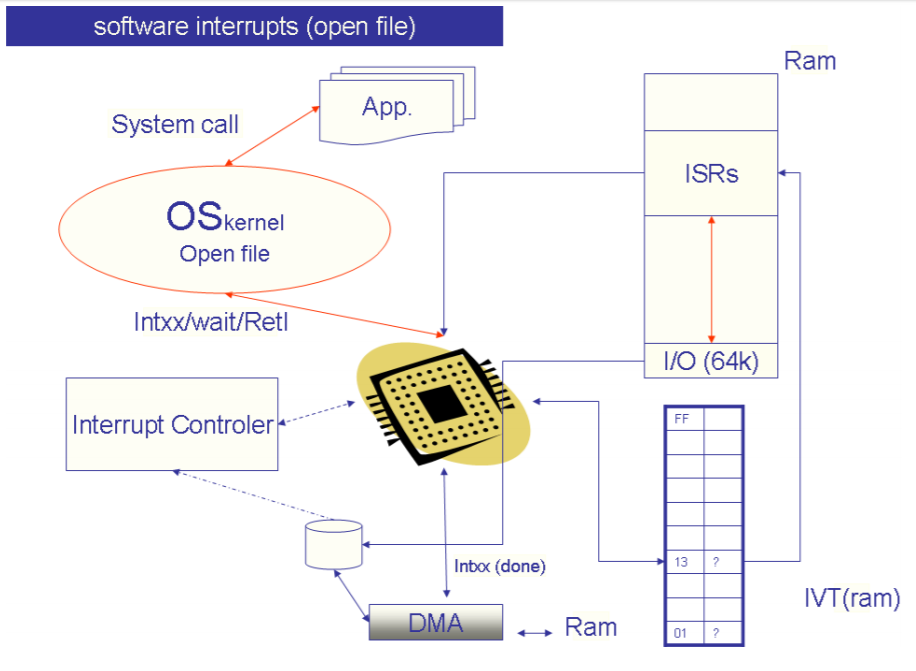 software interrupts (open file)
Ram
App.
System call
ISRs
OSkernel
Open file
Intxx/wait/RetI
I/O (64k)
Interrupt Controler
FF
Intxx (done)
13 ?
IVT(ram)
DMA
Ram
01 ?